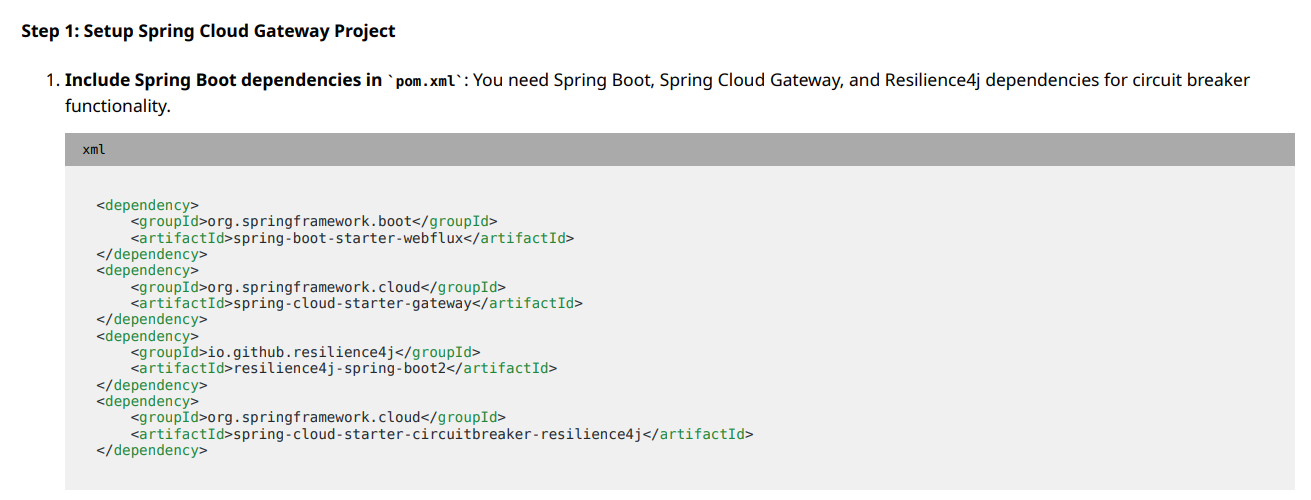 Step 1: Setup Spring Cloud Gateway Project
1. Include Spring Boot dependencies in `pom.xml`: You need Spring Boot, Spring Cloud Gateway, and Resilience4j dependencies for circuit breaker
functionality.
xml
<dependency>
    <groupId>org.springframework.boot</groupId>
    <artifactId>spring-boot-starter-webflux</artifactId>
</dependency>
<dependency>
    <groupId>org.springframework.cloud</groupId>
    <artifactId>spring-cloud-starter-gateway</artifactId>
</dependency>
<dependency>
    <groupId>io.github.resilience4j</groupId>
    <artifactId>resilience4j-spring-boot2</artifactId>
</dependency>
<dependency>
    <groupId>org.springframework.cloud</groupId>
    <artifactId>spring-cloud-starter-circuitbreaker-resilience4j</artifactId>
</dependency>